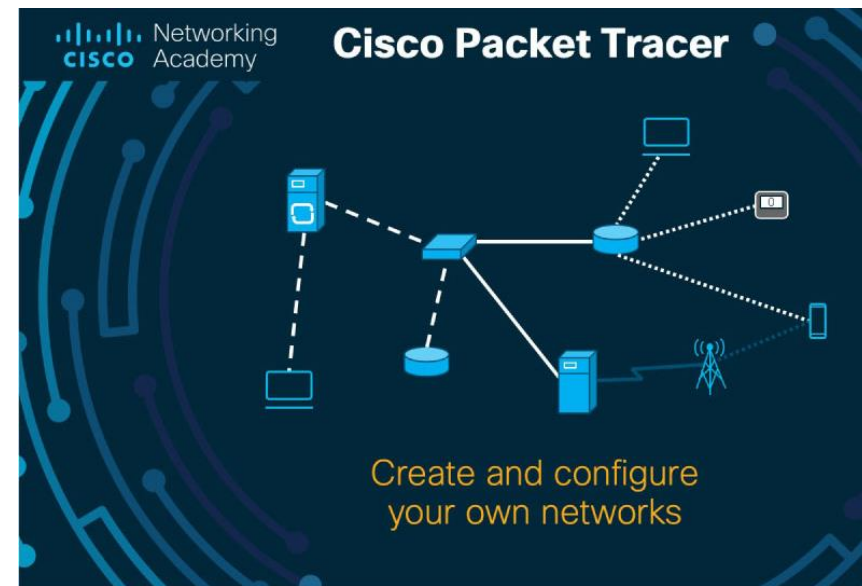 Networking
CISCO Academy
Cisco Packet Tracer
0
Create and configure
your own networks